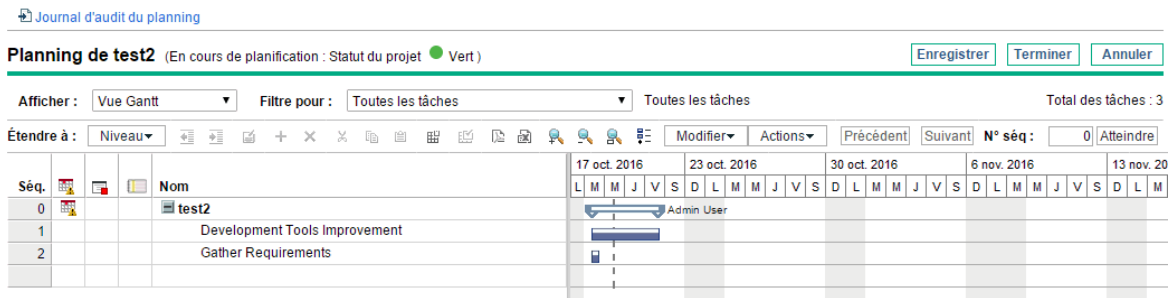 Journal d'audit du planning
Planning de test2 (En cours de planification : Statut du projet Vert ) Enregistrer Terminer Annuler
Afficher : Vue Gantt Filtre pour : Toutes les tâches Toutes les tâches Total des tâches : 3
Étendre à : Niveau Modifier Actions Précédent Suivant N° séq : 0 Atteindre
17 oct. 2016 23 oct. 2016 30 oct. 2016 6 nov. 2016 13 nov. 20
Séq. Nom L M M J V S D L M M J V S D L M M J V S D L M M J V S D L M
0 test2 Admin User
1 Development Tools Improvement
2 Gather Requirements